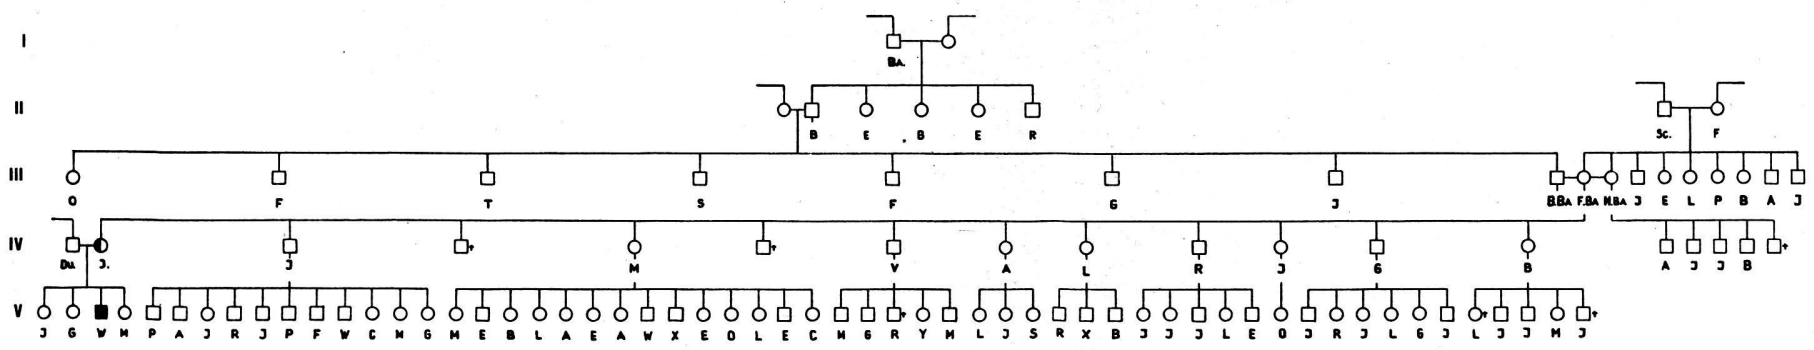 I
BA.
II
B E B E R Sc. F
III
O F T S F G J B.BA F.BA H.BA J E L P B A J
IV
Du. J. J † M † V A L R J G B A J J B †
V
J G W M P A J R J P F W C M G M E B L A E A W X E O L E C M G R † Y M L J S R X B J J J L E O J R J L G J L † J J M J †